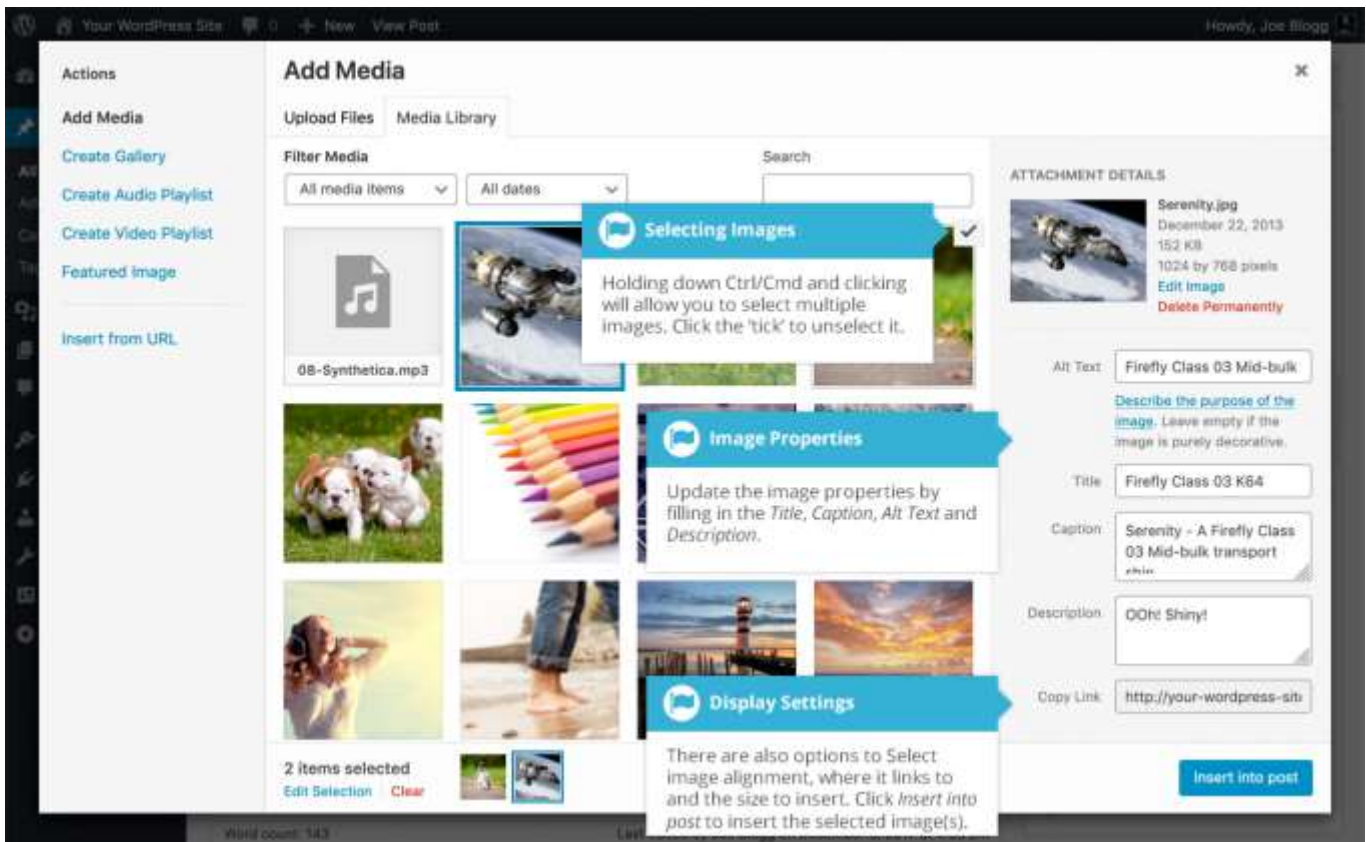 Your WordPress Site 0 + New View Post
Howdy, Joe Blogg
Actions
Add Media
Create Gallery
Create Audio Playlist
Create Video Playlist
Featured Image
Insert from URL
Add Media
Upload Files Media Library
Filter Media
All media items
All dates
Search
08-Synthetica.mp3
Selecting Images
Holding down Ctrl/Cmd and clicking
will allow you to select multiple
images. Click the 'tick' to unselect it.
Image Properties
Update the image properties by
filling in the Title, Caption, Alt Text and
Description.
Display Settings
There are also options to Select
image alignment, where it links to
and the size to insert. Click Insert into
post to insert the selected image(s).
ATTACHMENT DETAILS
Serenity.jpg
December 22, 2013
152 KB
1024 by 768 pixels
Edit Image
Delete Permanently
Alt Text Firefly Class 03 Mid-bulk
Describe the purpose of the
image. Leave empty if the
image is purely decorative.
Title Firefly Class 03 K64
Caption Serenity - A Firefly Class
03 Mid-bulk transport
ship
Description OOh! Shiny!
Copy Link http://your-wordpress-site
2 items selected
Edit Selection Clear
Insert into post
Word count: 143